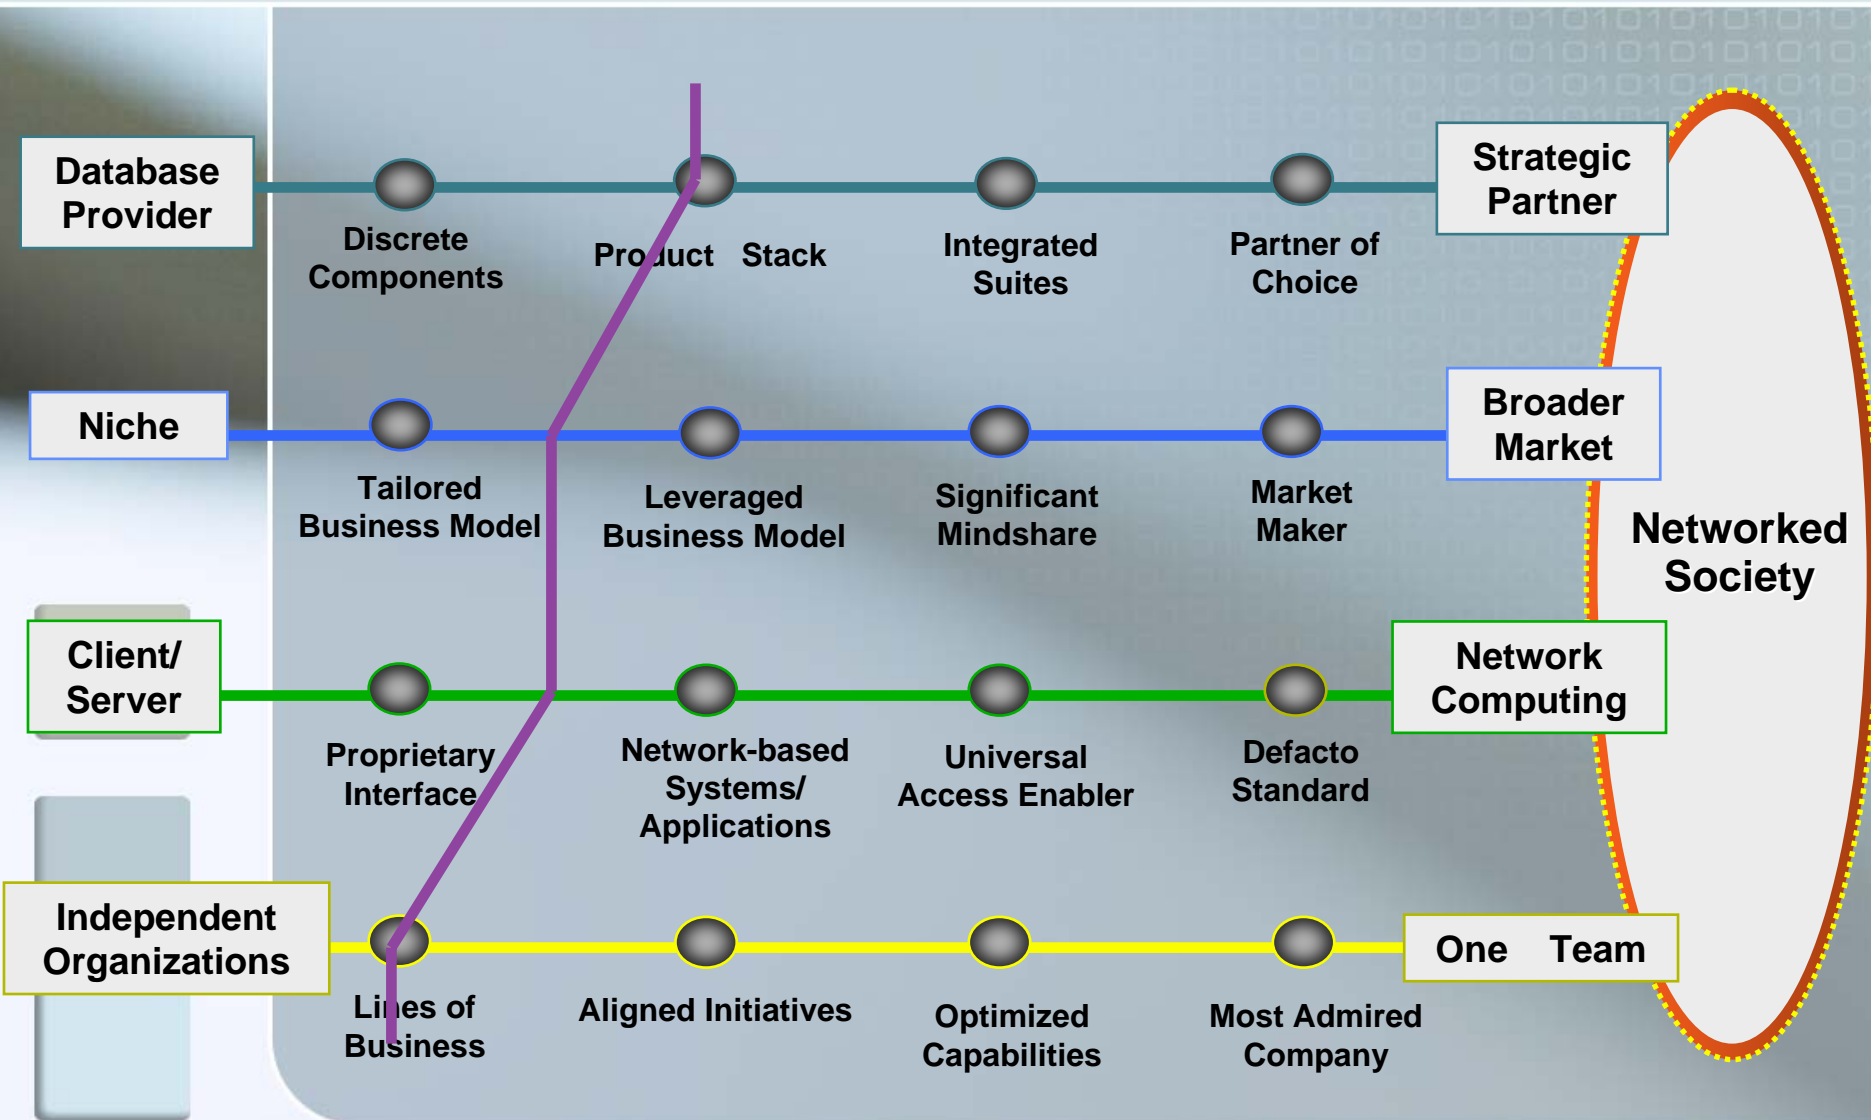 Database
Provider
Discrete
Components
Product Stack
Integrated
Suites
Partner of
Choice
Strategic
Partner
Niche
Tailored
Business Model
Leveraged
Business Model
Significant
Mindshare
Market
Maker
Broader
Market
Networked
Society
Client/
Server
Proprietary
Interface
Network-based
Systems/
Applications
Universal
Access Enabler
Defacto
Standard
Network
Computing
Independent
Organizations
Lines of
Business
Aligned Initiatives
Optimized
Capabilities
Most Admired
Company
One Team